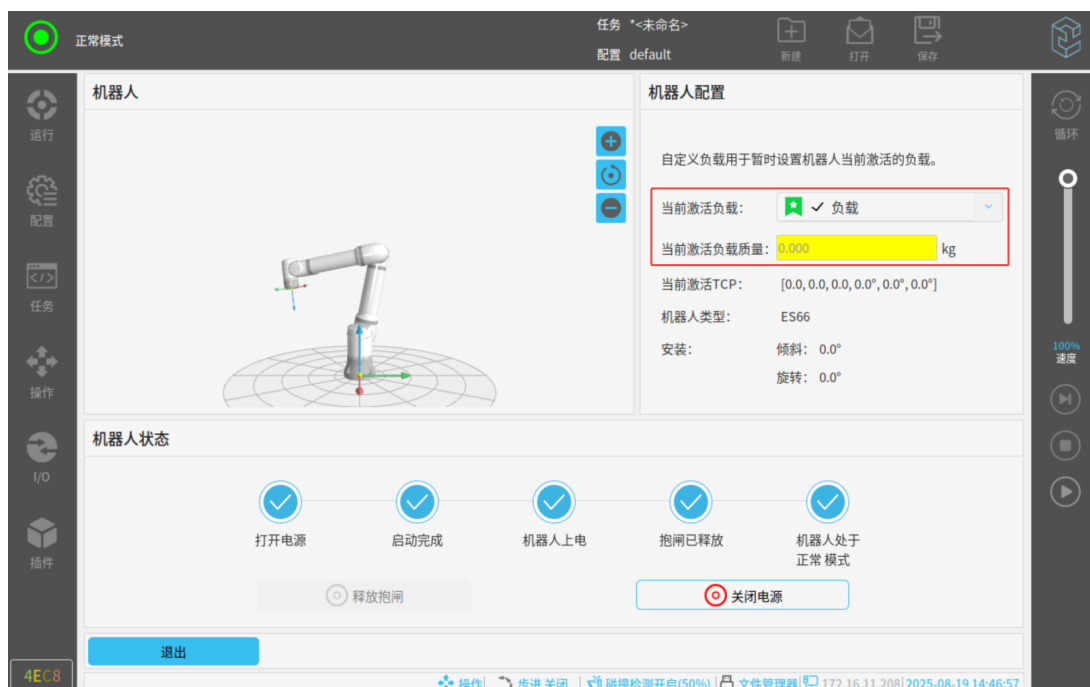 正常模式
任务 *<未命名>
配置 default
新建
打开
保存
运行
配置
任务
操作
I/O
插件
4EC8
机器人
机器人配置
自定义负载用于暂时设置机器人当前激活的负载。
当前激活负载: 负载
当前激活负载质量: 0.000 kg
当前激活TCP: [0.0, 0.0, 0.0, 0.0°, 0.0°, 0.0°]
机器人类型: ES66
安装: 倾斜: 0.0°
旋转: 0.0°
循环
100%
速度
机器人状态
打开电源
启动完成
机器人上电
抱闸已释放
机器人处于
正常 模式
释放抱闸
关闭电源
退出
操作| 步进 关闭 | 碰撞检测开启(50%) | 文件管理器| 172.16.11.208| 2025-08-19 14:46:57